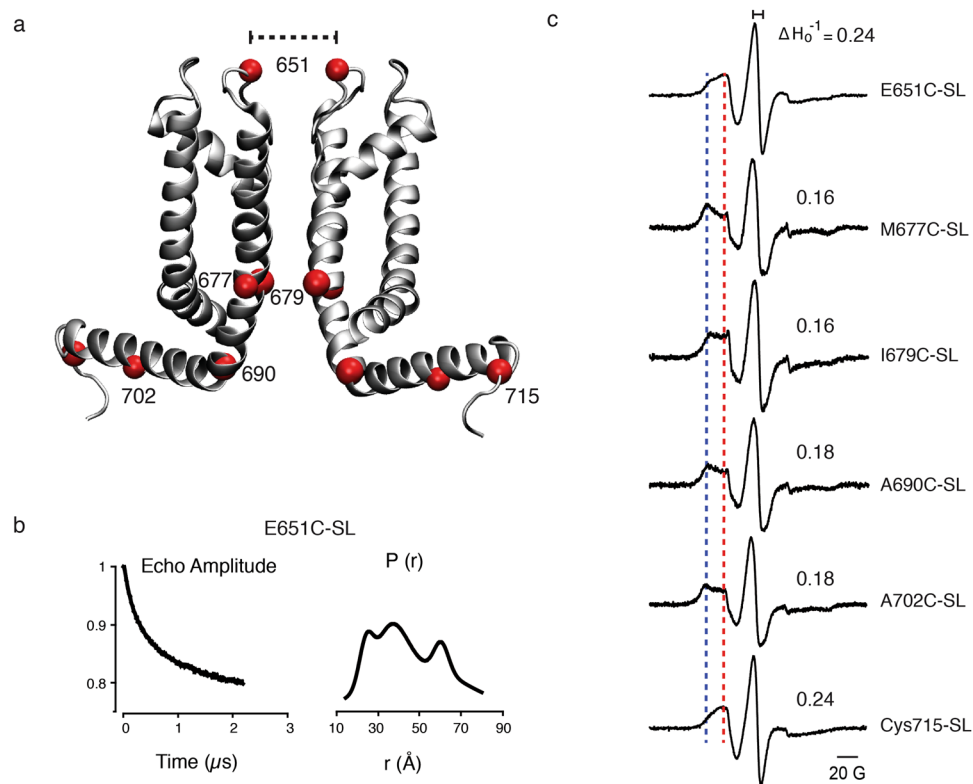 a
651
677
679
690
702
715
b
E651C-SL
Echo Amplitude
1
0.9
0.8
0
1
2
3
Time (µs)
P (r)
10
30
50
70
90
r (Å)
c
ΔHo⁻¹ = 0.24
E651C-SL
0.16
M677C-SL
0.16
I679C-SL
0.18
A690C-SL
0.18
A702C-SL
0.24
Cys715-SL
20 G